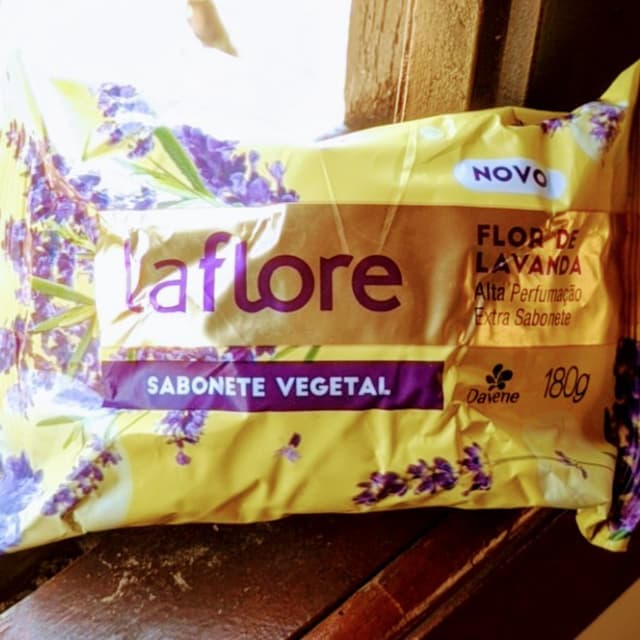 NOVO
laflore
FLOR DE
LAVANDA
Alta Perfumação
Extra Sabonete
SABONETE VEGETAL
Davene
180g